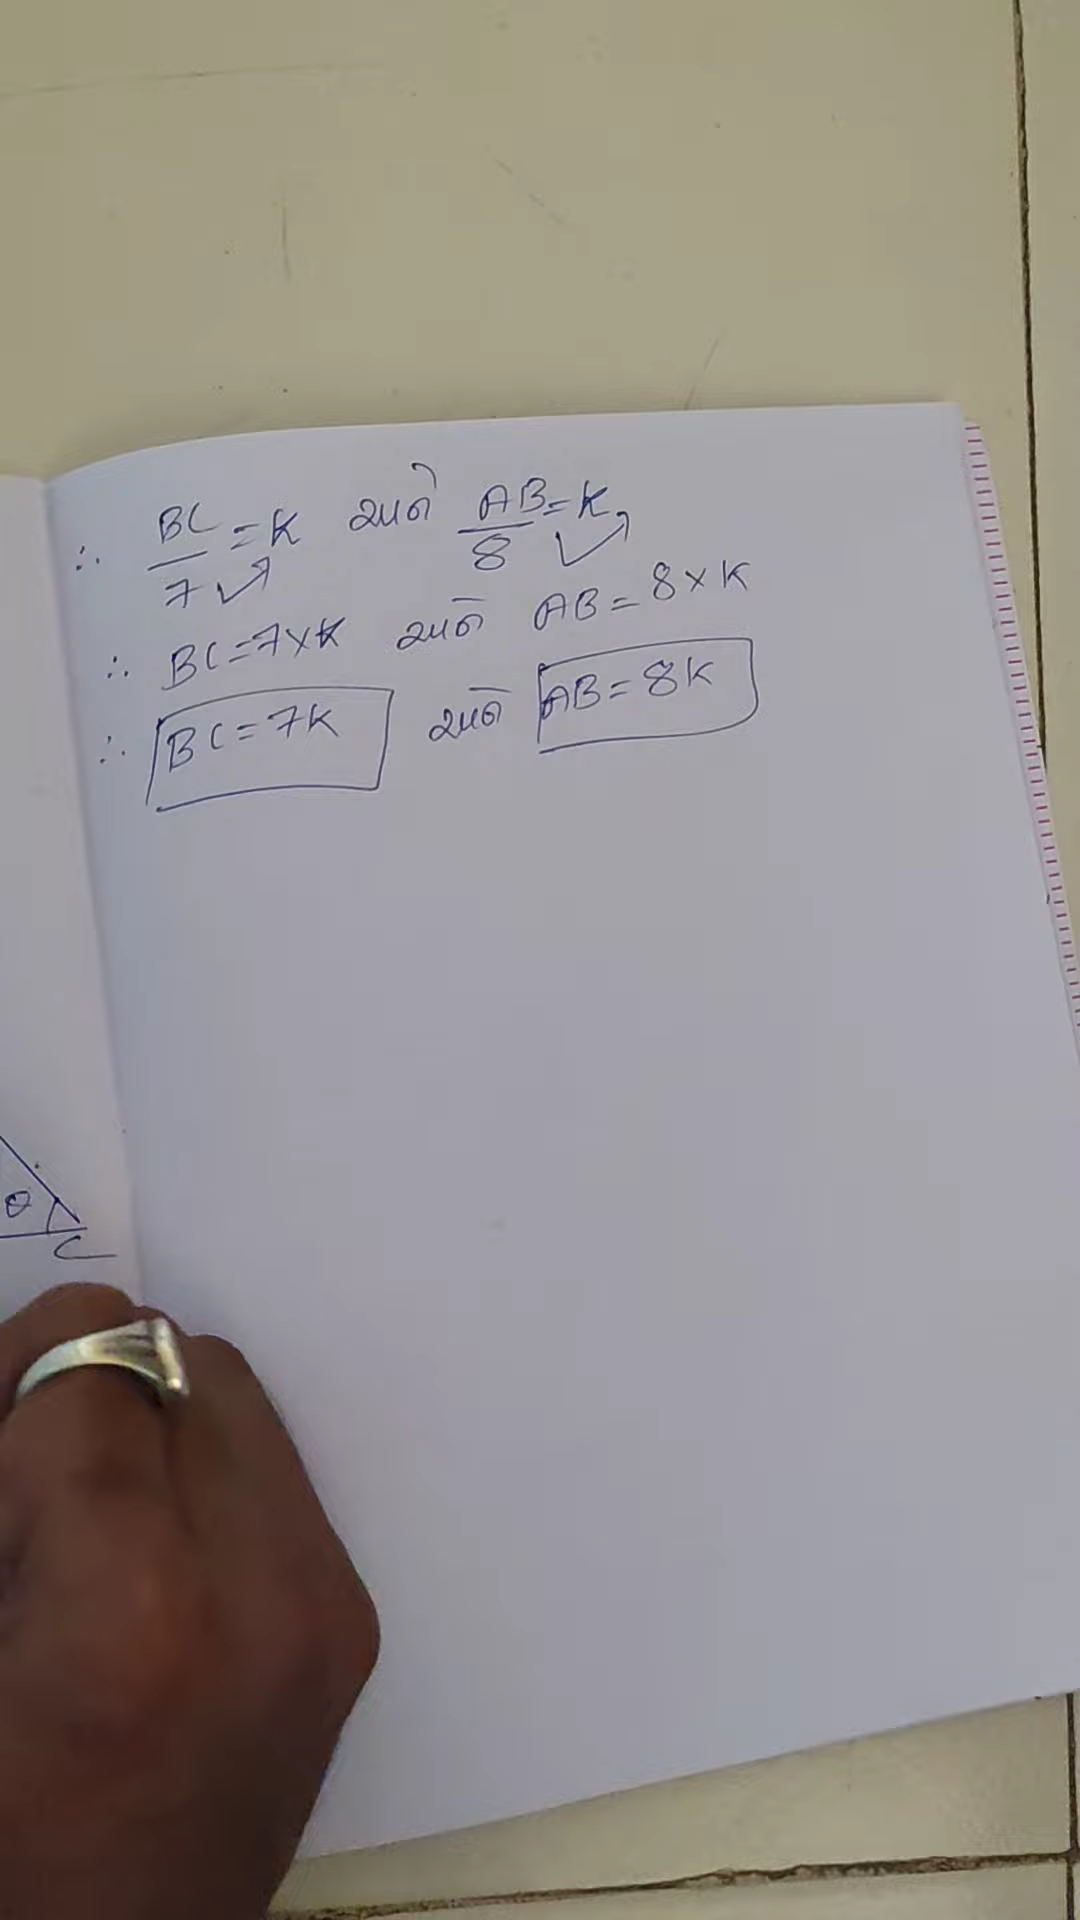 ∴ BC/7 = K અને AB/8 = K
∴ BC = 7×K અને AB = 8×K
∴ BC = 7K અને AB = 8K
θ
C